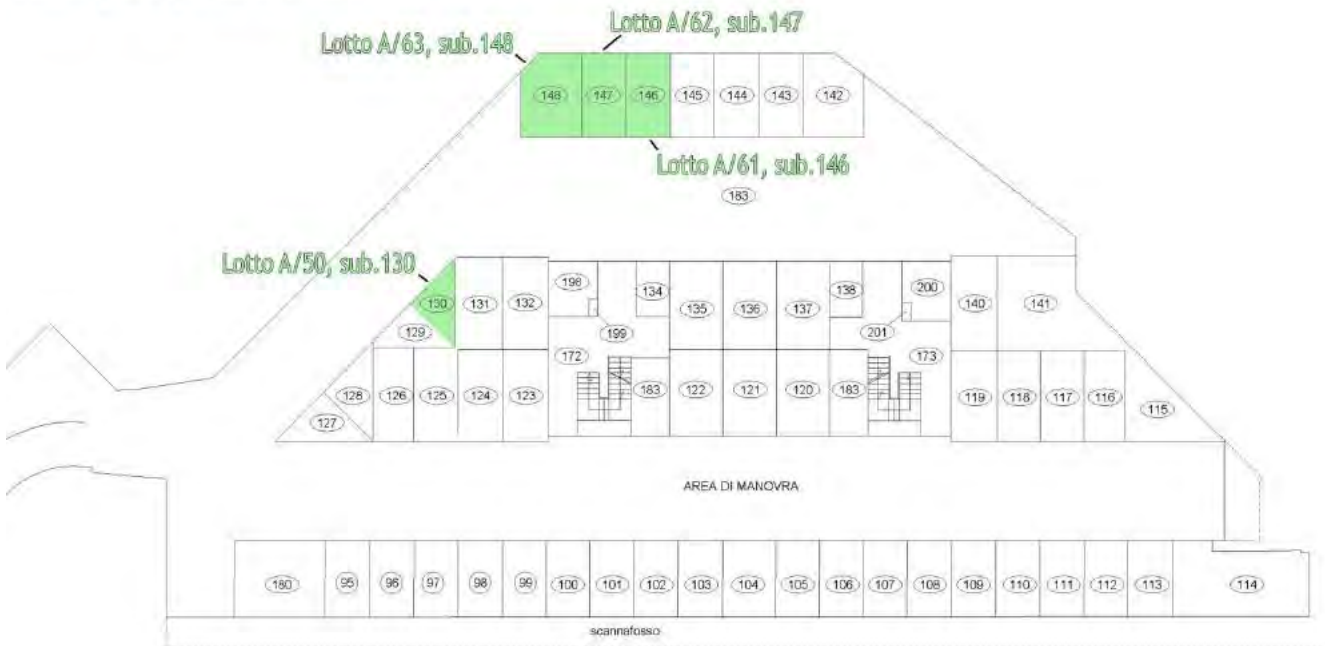 Lotto A/62, sub.147
Lotto A/63, sub.148
148 147 146 145 144 143 142
Lotto A/61, sub.146
183
Lotto A/50, sub.130
130 131 132 198 134 135 136 137 138 200 140 141
129 199 201
172 173
128 126 125 124 123 183 122 121 120 183 119 118 117 116 115
127
AREA DI MANOVRA
180 95 96 97 98 99 100 101 102 103 104 105 106 107 108 109 110 111 112 113 114
scannafosso